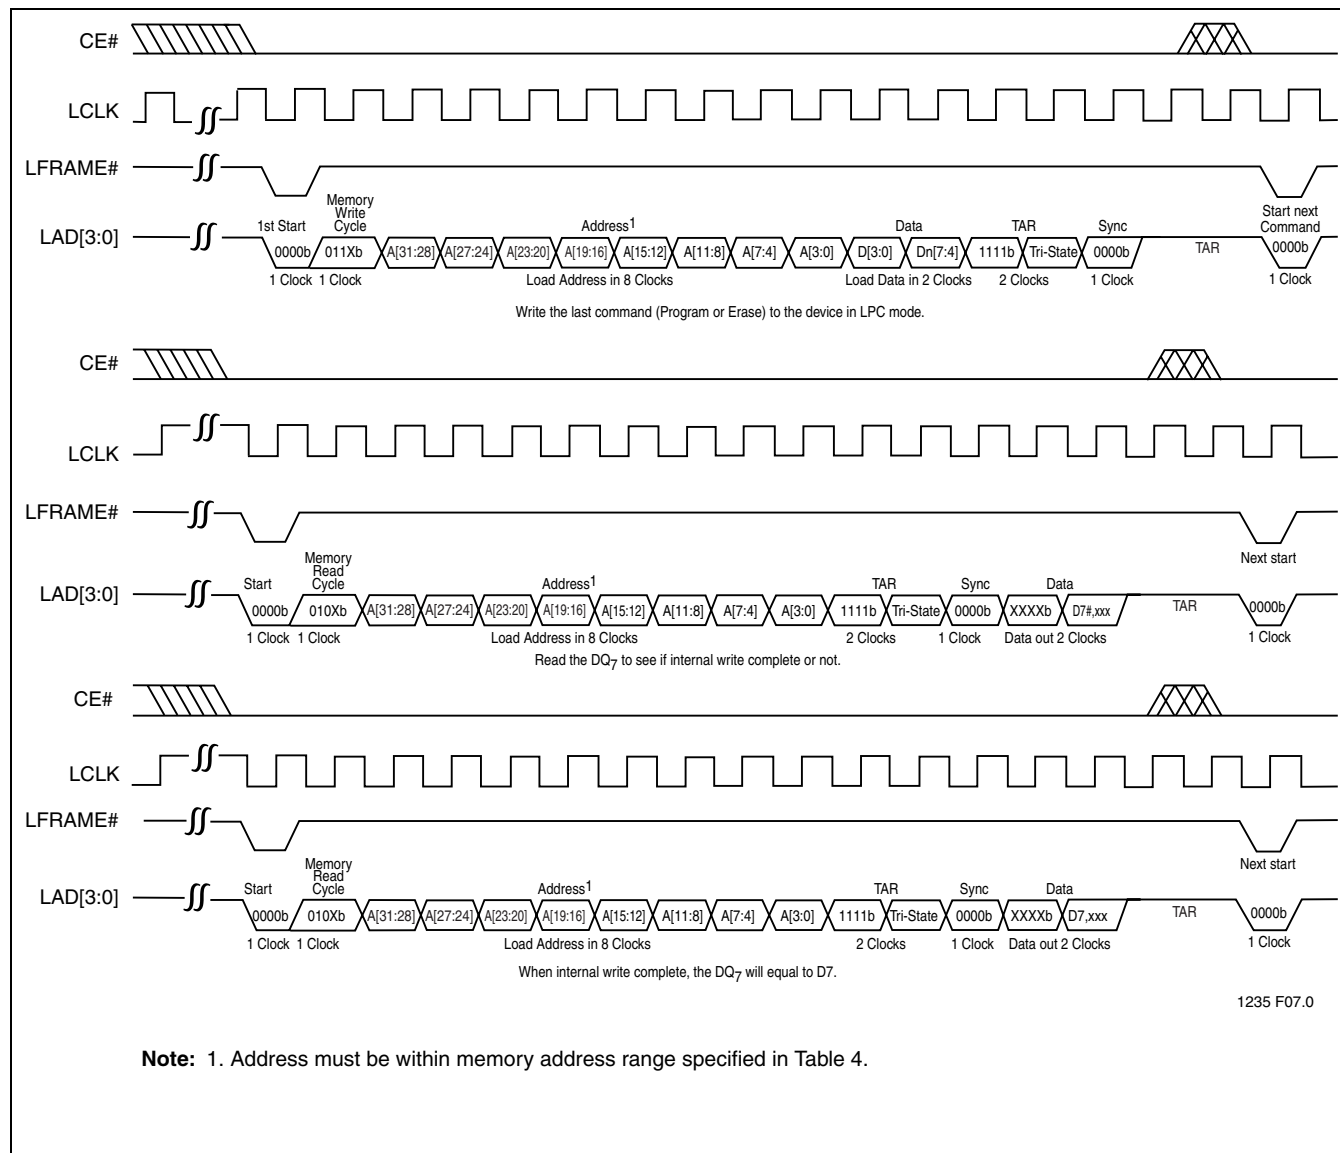 CE#
LCLK
LFRAME#
1st Start
Memory
Write
Cycle
Address1
Data
TAR
Sync
Start next
Command
LAD[3:0]
0000b 011Xb A[31:28] A[27:24] A[23:20] A[19:16] A[15:12] A[11:8] A[7:4] A[3:0] D[3:0] Dn[7:4] 1111b Tri-State 0000b TAR 0000b
1 Clock 1 Clock Load Address in 8 Clocks Load Data in 2 Clocks 2 Clocks 1 Clock 1 Clock
Write the last command (Program or Erase) to the device in LPC mode.
CE#
LCLK
LFRAME#
Next start
Start
Memory
Read
Cycle
Address1
TAR
Sync
Data
LAD[3:0]
0000b 010Xb A[31:28] A[27:24] A[23:20] A[19:16] A[15:12] A[11:8] A[7:4] A[3:0] 1111b Tri-State 0000b XXXXb D7#,xxx TAR 0000b
1 Clock 1 Clock Load Address in 8 Clocks 2 Clocks 1 Clock Data out 2 Clocks 1 Clock
Read the DQ7 to see if internal write complete or not.
CE#
LCLK
LFRAME#
Next start
Start
Memory
Read
Cycle
Address1
TAR
Sync
Data
LAD[3:0]
0000b 010Xb A[31:28] A[27:24] A[23:20] A[19:16] A[15:12] A[11:8] A[7:4] A[3:0] 1111b Tri-State 0000b XXXXb D7,xxx TAR 0000b
1 Clock 1 Clock Load Address in 8 Clocks 2 Clocks 1 Clock Data out 2 Clocks 1 Clock
When internal write complete, the DQ7 will equal to D7.
1235 F07.0
Note: 1. Address must be within memory address range specified in Table 4.